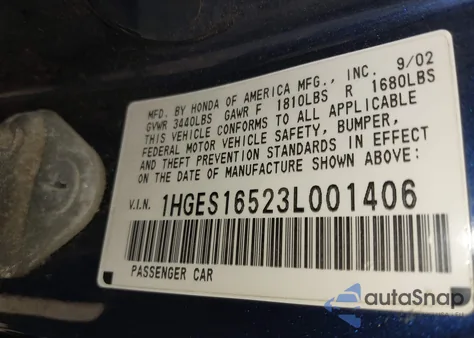 MFD. BY HONDA OF AMERICA MFG., INC. 9/02
GVWR 3440LBS GAWR F 1810LBS R 1680LBS
THIS VEHICLE CONFORMS TO ALL APPLICABLE
FEDERAL MOTOR VEHICLE SAFETY, BUMPER,
AND THEFT PREVENTION STANDARDS IN EFFECT
ON THE DATE OF MANUFACTURE SHOWN ABOVE.
V.I.N. 1HGES16523L001406
PASSENGER CAR
autoSnap